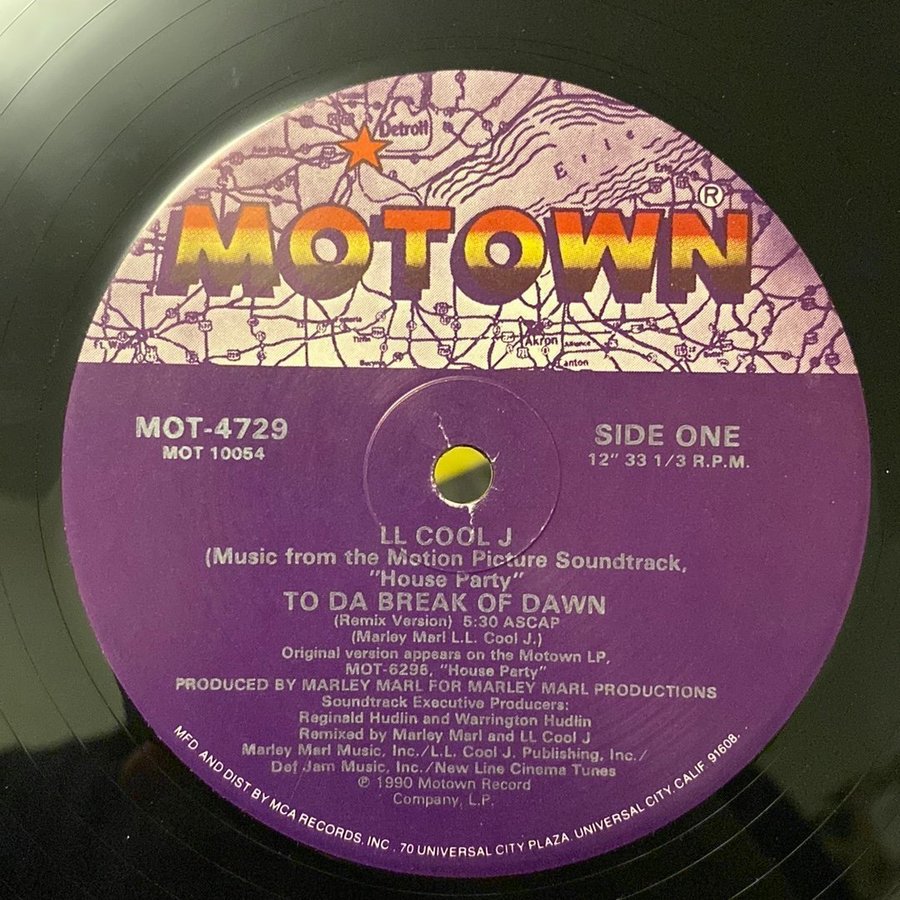 Detroit
Erie
MOTOWN®
Akron
MOT-4729
MOT 10054
SIDE ONE
12" 33 1/3 R.P.M.
LL COOL J
(Music from the Motion Picture Soundtrack,
"House Party"
TO DA BREAK OF DAWN
(Remix Version) 5:30 ASCAP
(Marley Marl L.L. Cool J.)
Original version appears on the Motown LP,
MOT-6296, "House Party"
PRODUCED BY MARLEY MARL FOR MARLEY MARL PRODUCTIONS
Soundtrack Executive Producers:
Reginald Hudlin and Warrington Hudlin
Remixed by Marley Marl and LL Cool J
Marley Marl Music, Inc./L.L. Cool J. Publishing, Inc./
Def Jam Music, Inc./New Line Cinema Tunes
℗ 1990 Motown Record
Company, L.P.
MFD AND DIST BY MCA RECORDS, INC . 70 UNIVERSAL CITY PLAZA. UNIVERSAL CITY. CALIF 91608.